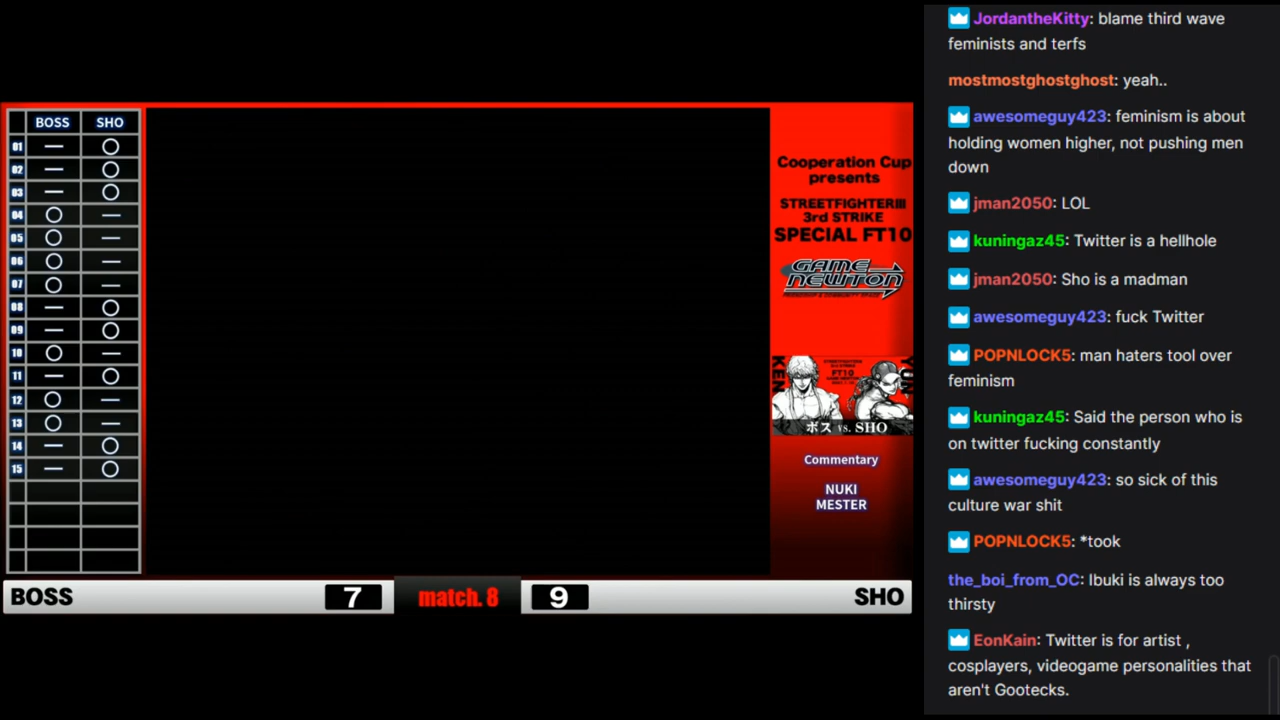 BOSS SHO
01 — ○
02 — ○
03 — ○
04 ○ —
05 ○ —
06 ○ —
07 ○ —
08 — ○
09 — ○
10 ○ —
11 — ○
12 ○ —
13 ○ —
14 — ○
15 — ○
Cooperation Cup
presents
STREETFIGHTERIII
3rd STRIKE
SPECIAL FT10
GAME
NEWTON
FRIENDSHIP & COMMUNITY SPACE
KEN
FT10
ボス vs. SHO
Commentary
NUKI
MESTER
BOSS 7 match. 8 9 SHO
JordantheKitty: blame third wave
feminists and terfs
mostmostghostghost: yeah..
awesomeguy423: feminism is about
holding women higher, not pushing men
down
jman2050: LOL
kuningaz45: Twitter is a hellhole
jman2050: Sho is a madman
awesomeguy423: fuck Twitter
POPNLOCK5: man haters tool over
feminism
kuningaz45: Said the person who is
on twitter fucking constantly
awesomeguy423: so sick of this
culture war shit
POPNLOCK5: *took
the_boi_from_OC: Ibuki is always too
thirsty
EonKain: Twitter is for artist ,
cosplayers, videogame personalities that
aren't Gootecks.